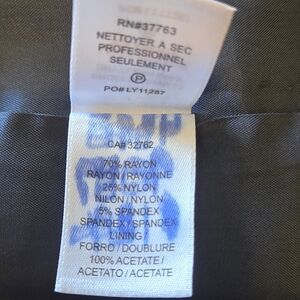 RN#37763
NETTOYER A SEC
PROFESSIONNEL
SEULEMENT
P
PO# LY11287
CA# 32762
70% RAYON
RAYON / RAYONNE
25% NYLON
NILON / NYLON
5% SPANDEX
SPANDEX / SPANDEX
LINING /
FORRO / DOUBLURE
100% ACETATE /
ACETATO / ACETATE